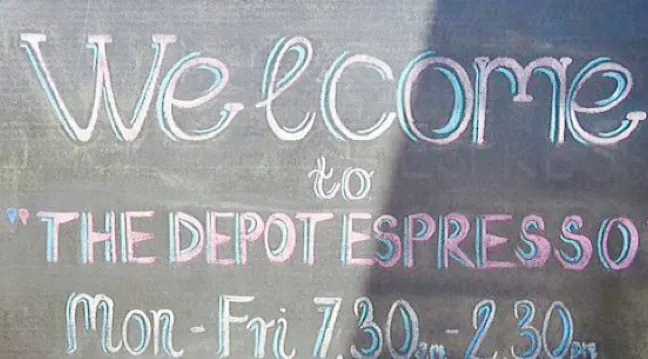 Welcome
to
"THE DEPOT ESPRESSO"
Mon-Fri 7.30am-2.30pm